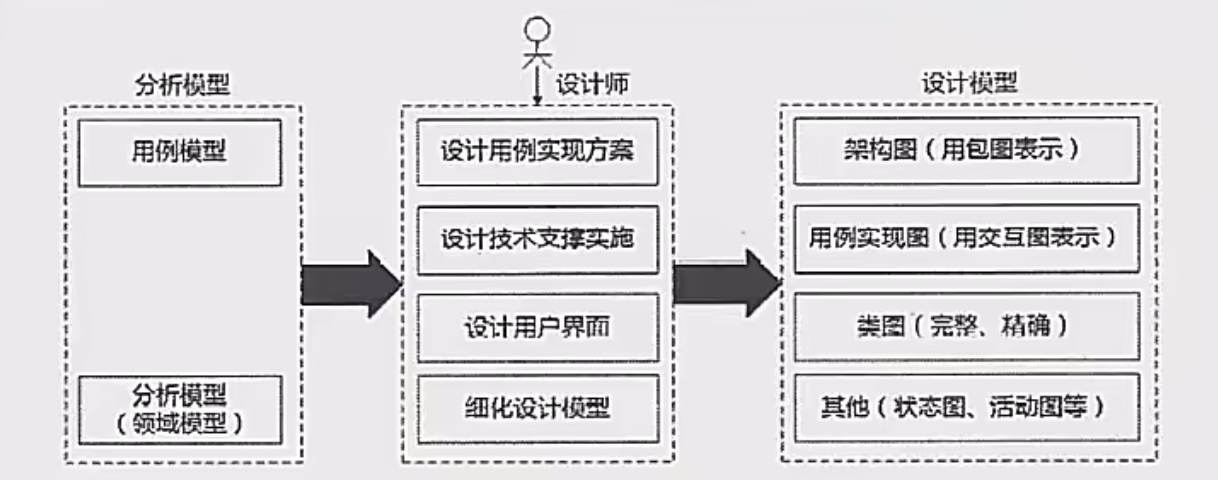 分析模型
用例模型
分析模型
（领域模型）
设计师
设计用例实现方案
设计技术支撑实施
设计用户界面
细化设计模型
设计模型
架构图（用包图表示）
用例实现图（用交互图表示）
类图（完整、精确）
其他（状态图、活动图等）